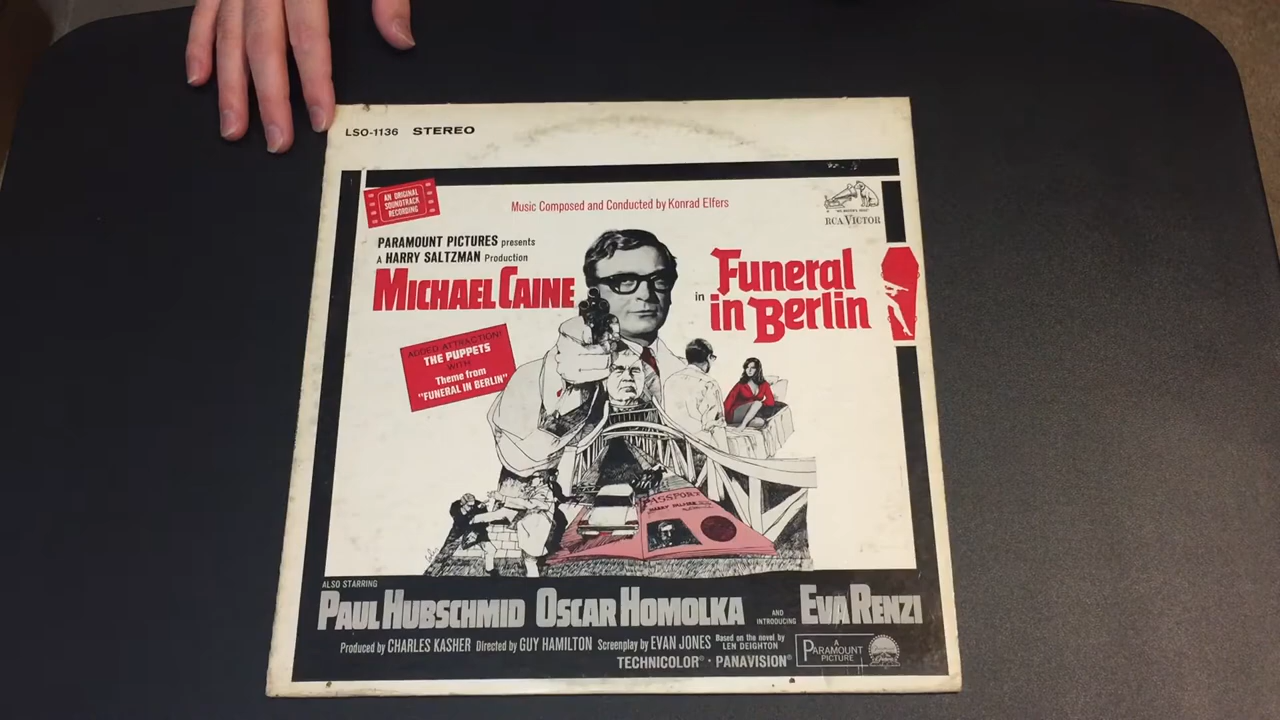 LSO-1136 STEREO
AN ORIGINAL
SOUNDTRACK
RECORDING
Music Composed and Conducted by Konrad Elfers
"HIS MASTER'S VOICE"
RCA VICTOR
PARAMOUNT PICTURES presents
A HARRY SALTZMAN Production
MICHAEL CAINE
in
Funeral
in Berlin
ADDED ATTRACTION!
THE PUPPETS
WITH
Theme from
"FUNERAL IN BERLIN"
PASSPORT
ALSO STARRING
PAUL HUBSCHMID OSCAR HOMOLKA AND INTRODUCING EVA RENZI
Produced by CHARLES KASHER Directed by GUY HAMILTON Screenplay by EVAN JONES Based on the novel by LEN DEIGHTON
TECHNICOLOR® · PANAVISION®
A
PARAMOUNT
PICTURE